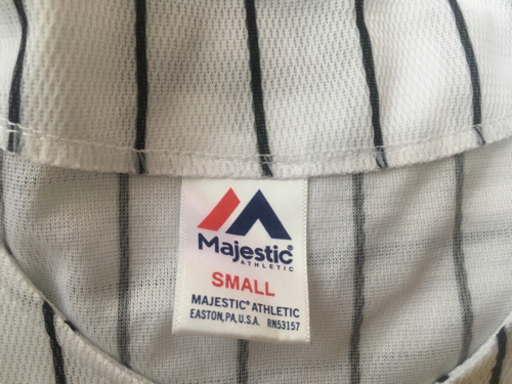 Majestic®
ATHLETIC
SMALL
MAJESTIC® ATHLETIC
EASTON, PA, U.S.A. RN53157